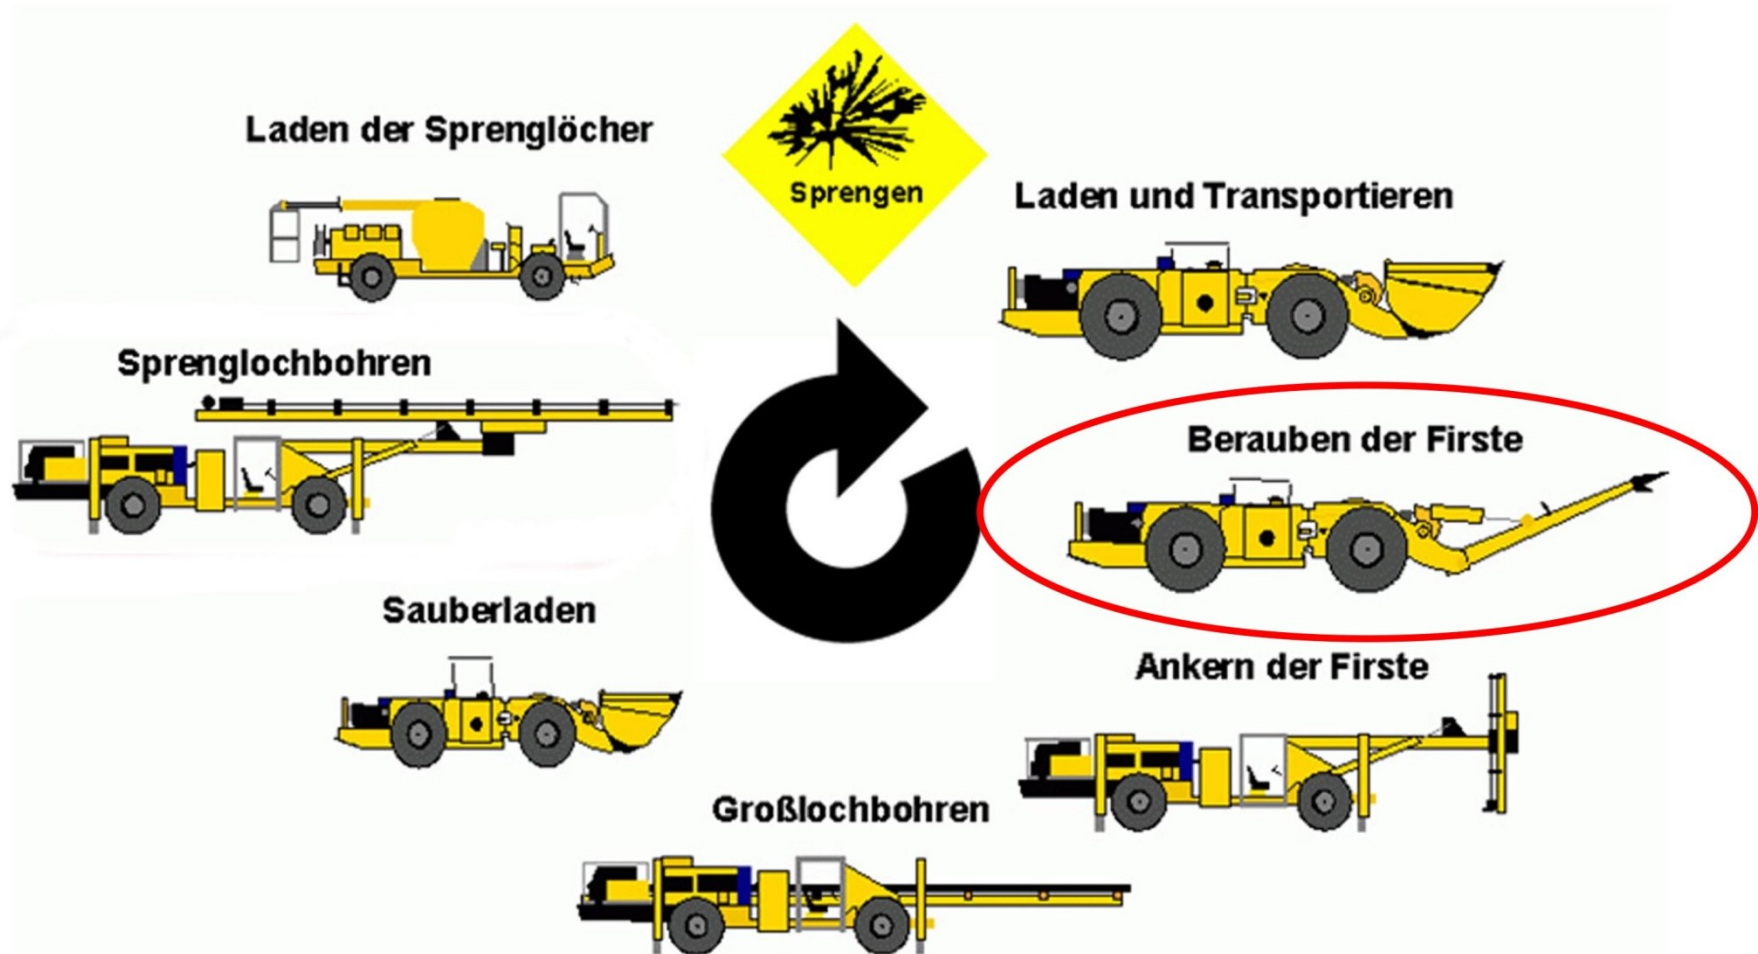 Sprengen
Laden und Transportieren
Berauben der Firste
Ankern der Firste
Großlochbohren
Sauberladen
Sprenglochbohren
Laden der Sprenglöcher